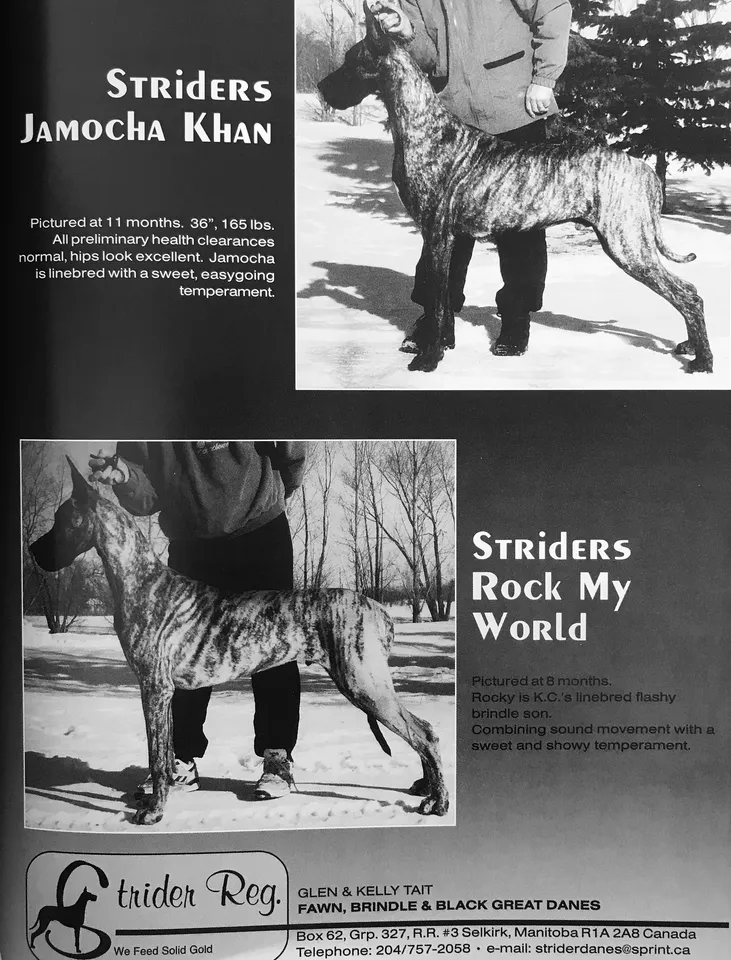 Striders
Jamocha Khan
Pictured at 11 months. 36”, 165 lbs.
All preliminary health clearances
normal, hips look excellent. Jamocha
is linebred with a sweet, easygoing
temperament.
Striders
Rock My
World
Pictured at 8 months.
Rocky is K.C.'s linebred flashy
brindle son.
Combining sound movement with a
sweet and showy temperament.
Strider Reg.
We Feed Solid Gold
GLEN & KELLY TAIT
FAWN, BRINDLE & BLACK GREAT DANES
Box 62, Grp. 327, R.R. #3 Selkirk, Manitoba R1A 2A8 Canada
Telephone: 204/757-2058 • e-mail: striderdanes@sprint.ca